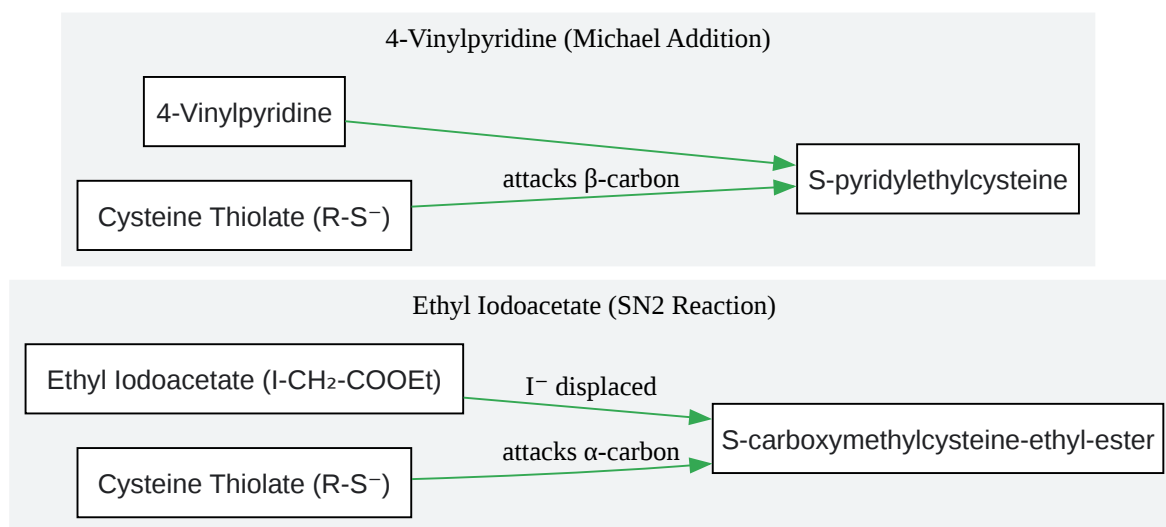 4-Vinylpyridine (Michael Addition)
4-Vinylpyridine
attacks β-carbon
S-pyridylethylcysteine
Cysteine Thiolate (R-S⁻)
Ethyl Iodoacetate (SN2 Reaction)
Ethyl Iodoacetate (I-CH₂-COOEt)
I⁻ displaced
S-carboxymethylcysteine-ethyl-ester
attacks α-carbon
Cysteine Thiolate (R-S⁻)